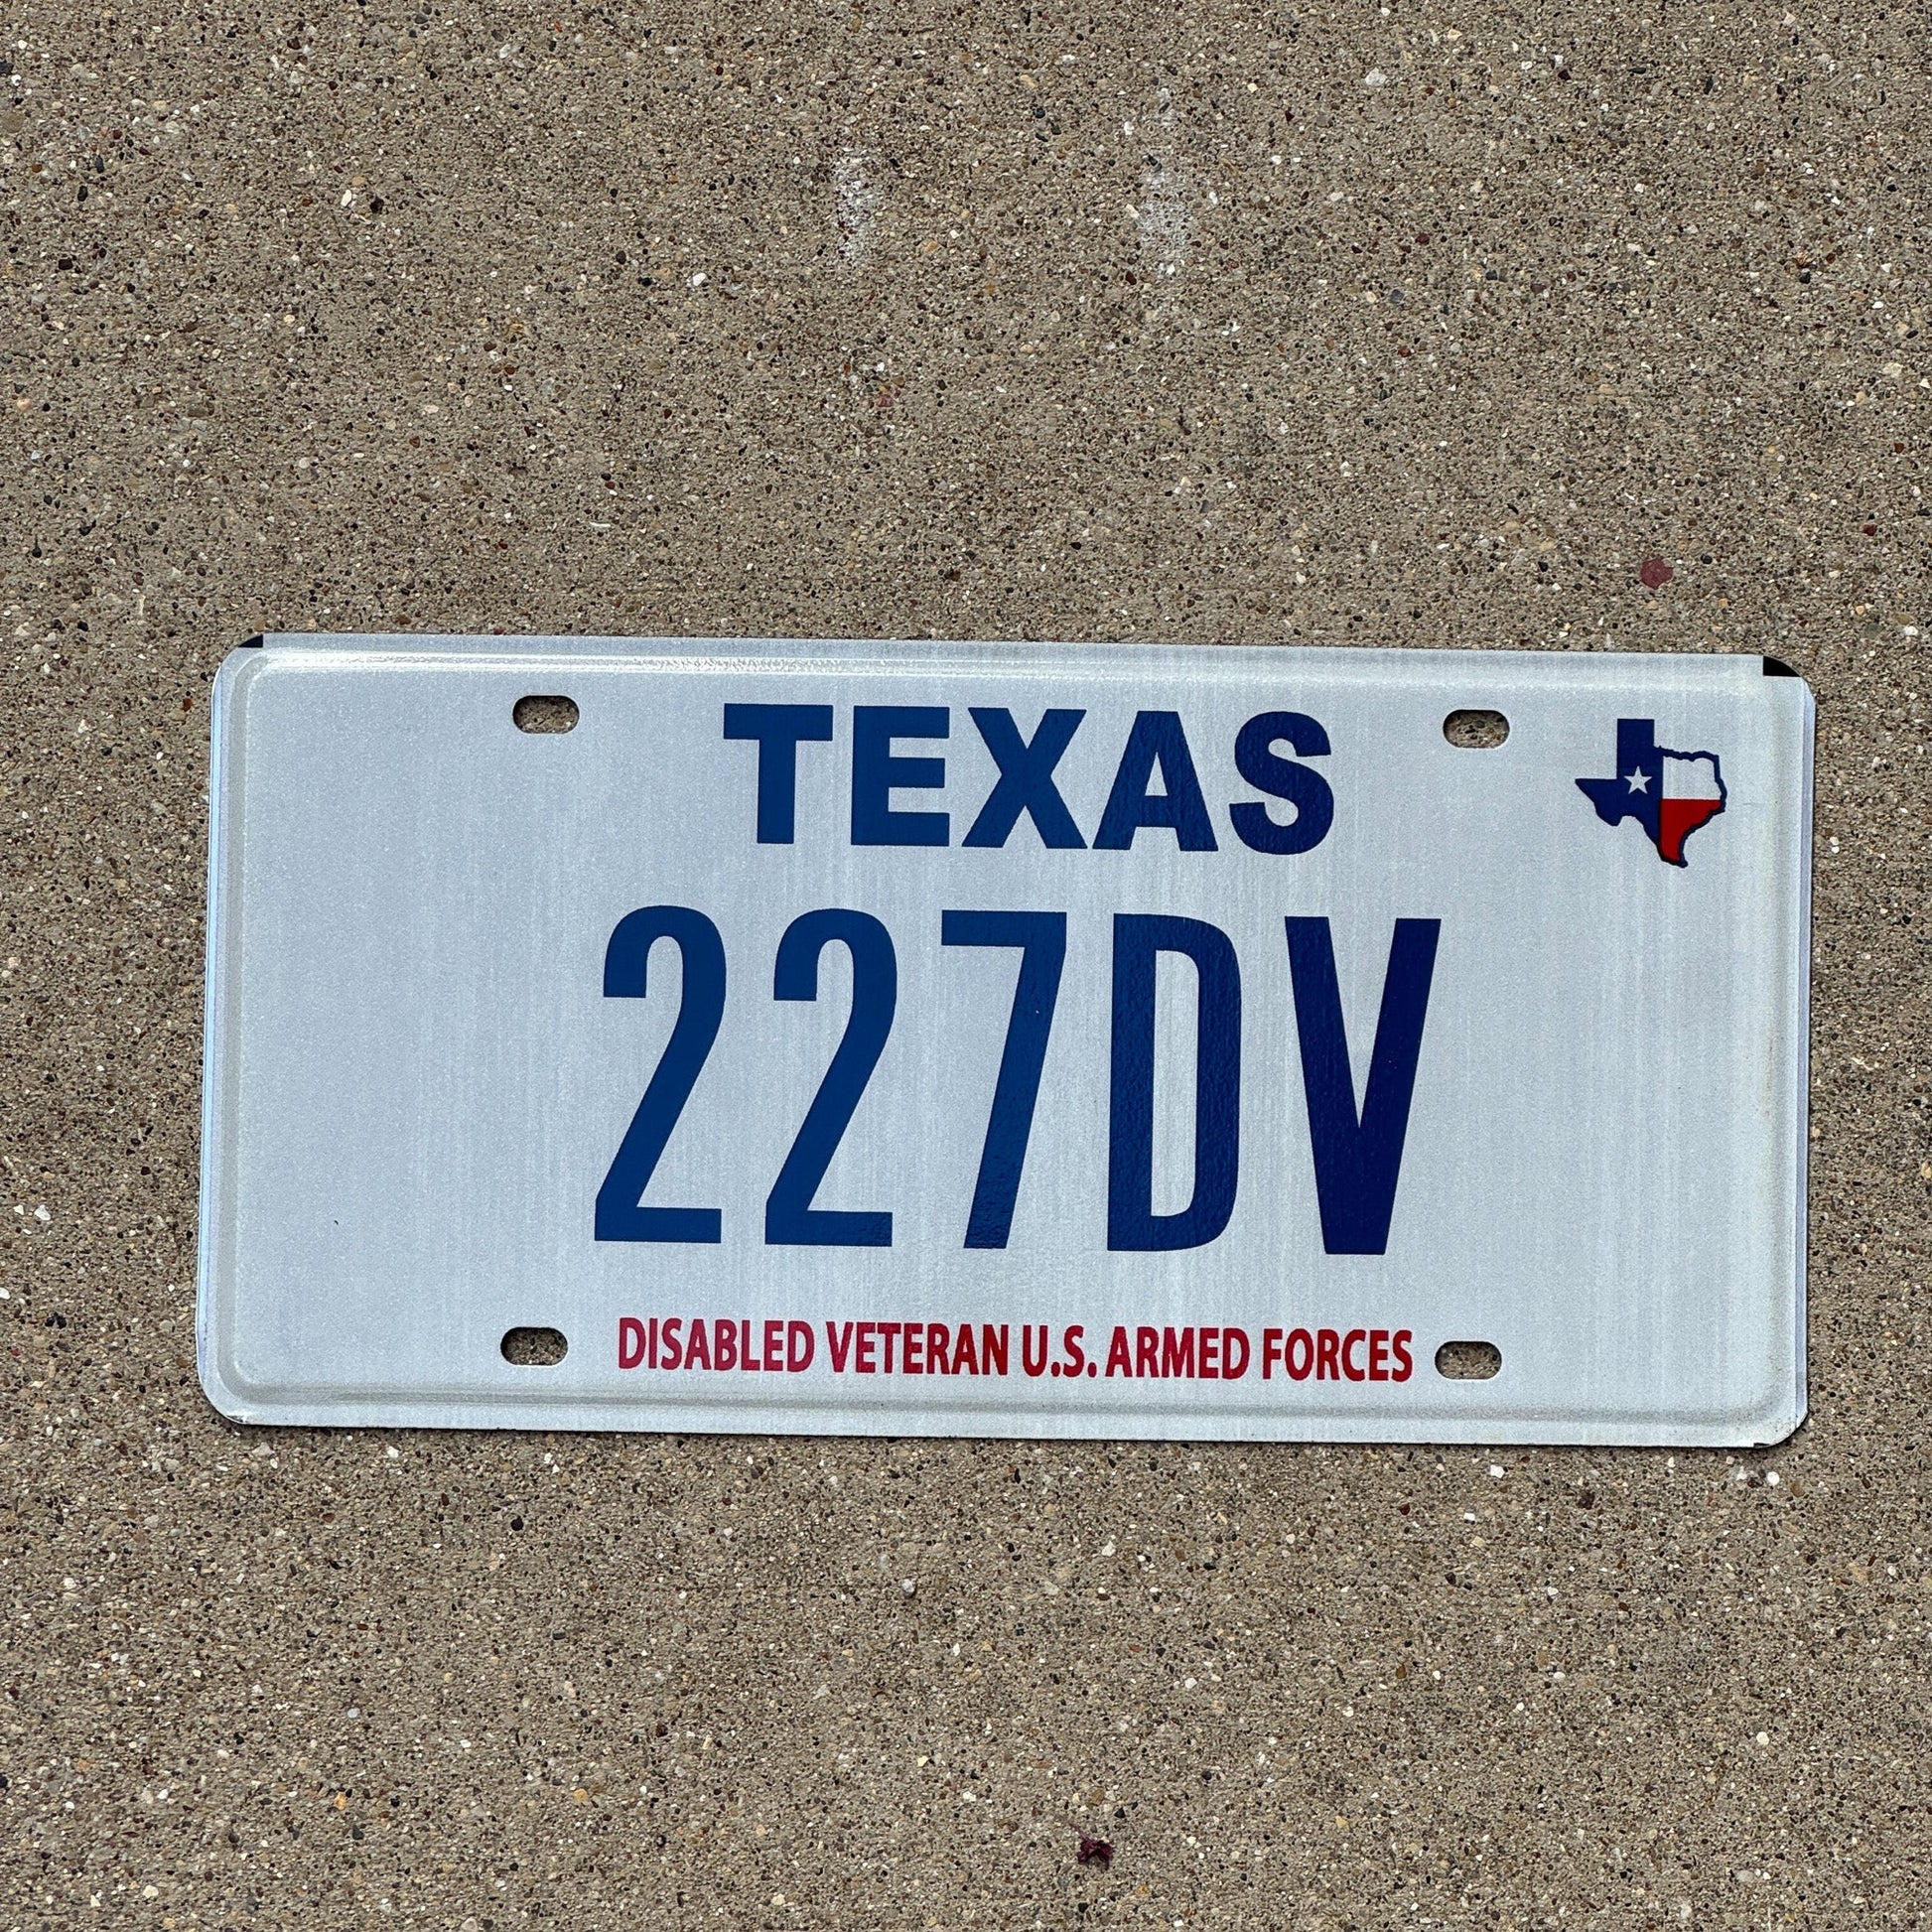 TEXAS
227DV
DISABLED VETERAN U.S. ARMED FORCES